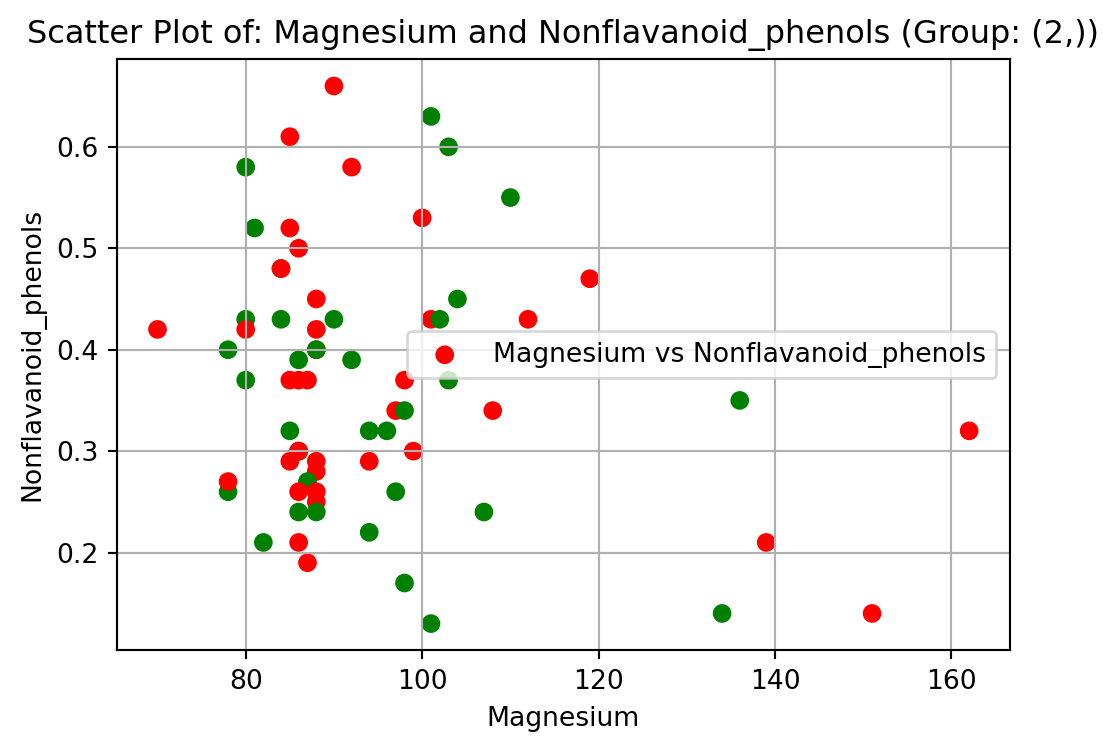 Scatter Plot of: Magnesium and Nonflavanoid_phenols (Group: (2,))
Nonflavanoid_phenols
0.6
0.5
0.4
0.3
0.2
Magnesium vs Nonflavanoid_phenols
80 100 120 140 160
Magnesium